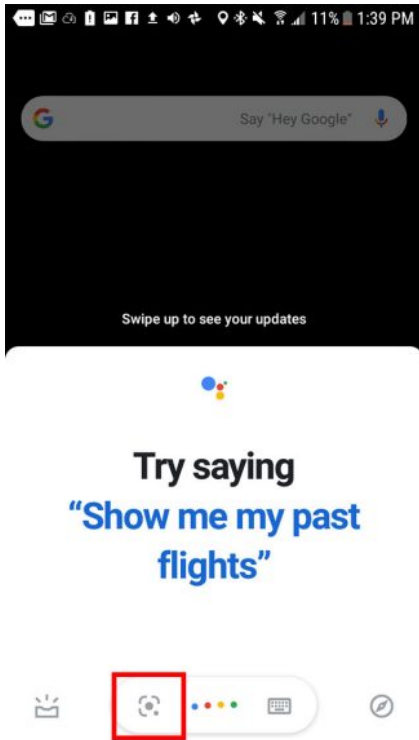 11% 1:39 PM
G Say "Hey Google"
Swipe up to see your updates
Try saying
“Show me my past
flights”